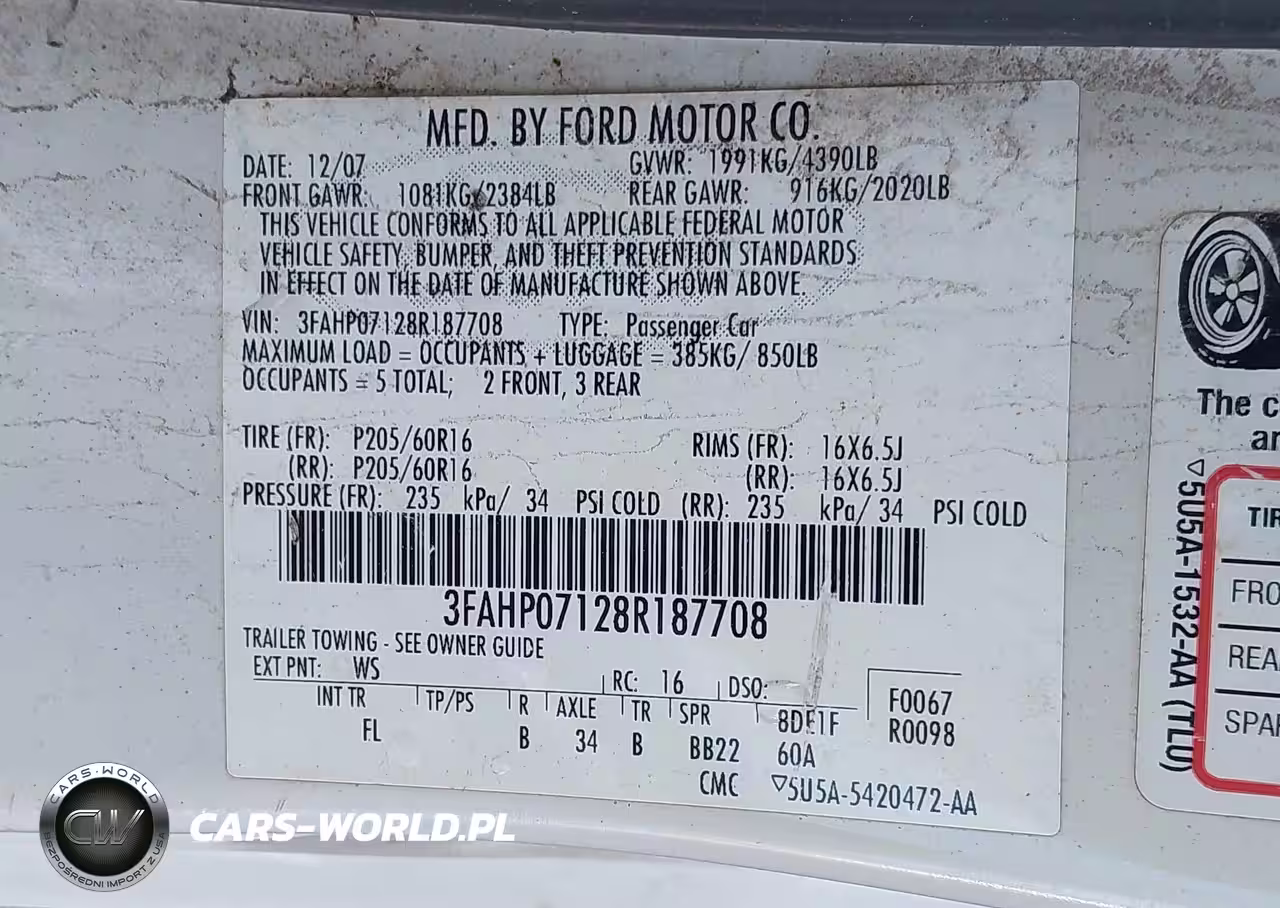 MFD. BY FORD MOTOR CO.
DATE: 12/07 GVWR: 1991KG/4390LB
FRONT GAWR: 1081KG/2384LB REAR GAWR: 916KG/2020LB
THIS VEHICLE CONFORMS TO ALL APPLICABLE FEDERAL MOTOR
VEHICLE SAFETY, BUMPER, AND THEFT PREVENTION STANDARDS
IN EFFECT ON THE DATE OF MANUFACTURE SHOWN ABOVE.
VIN: 3FAHP07128R187708 TYPE: Passenger Car
MAXIMUM LOAD = OCCUPANTS + LUGGAGE = 385KG/ 850LB
OCCUPANTS = 5 TOTAL; 2 FRONT, 3 REAR
TIRE (FR): P205/60R16 RIMS (FR): 16X6.5J
(RR): P205/60R16 (RR): 16X6.5J
PRESSURE (FR): 235 kPa/ 34 PSI COLD (RR): 235 kPa/ 34 PSI COLD
3FAHP07128R187708
TRAILER TOWING - SEE OWNER GUIDE
EXT PNT: WS RC: 16 DSO:
INT TR TP/PS R AXLE TR SPR 8DE1F F0067
FL B 34 B BB22 60A R0098
CMC ▽5U5A-5420472-AA
The c
an
▽5U5A-1532-AA (TLU)
TIR
FRO
REA
SPAR
CARS-WORLD
CW
BEZPOŚREDNI IMPORT Z USA
CARS-WORLD.PL